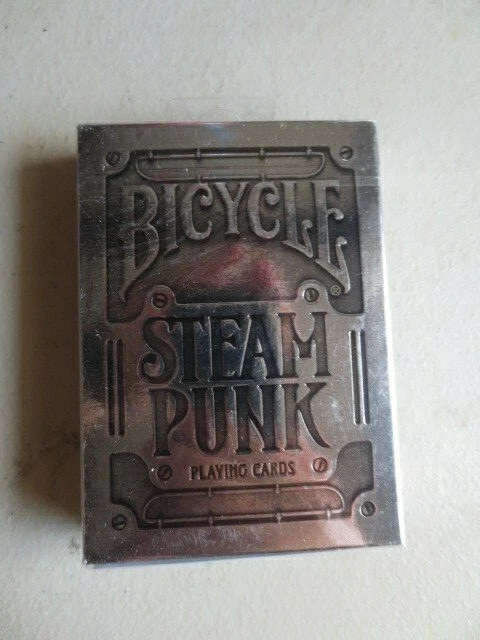 BICYCLE®
STEAM
PUNK
PLAYING CARDS